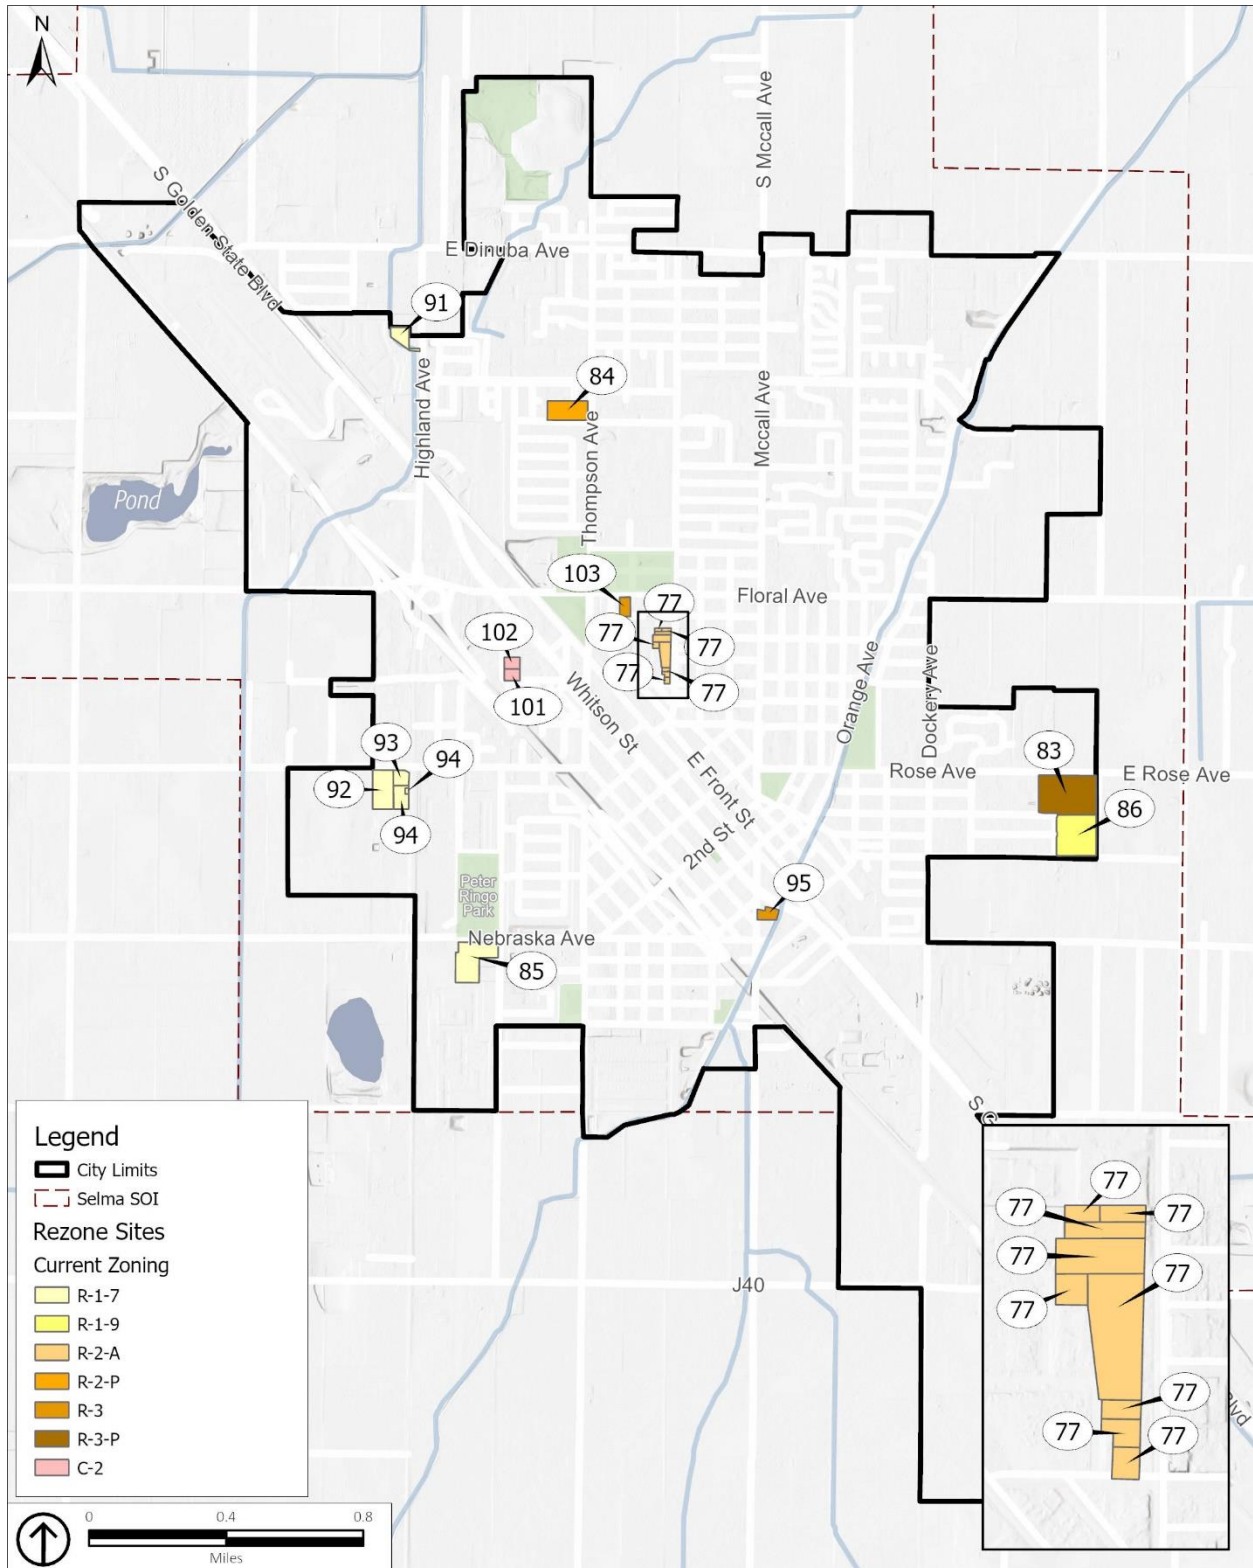 N
S Golden State Blvd
S Mccall Ave
E Dinuba Ave
91
84
Highland Ave
Thompson Ave
Mccall Ave
Pond
103
77
Floral Ave
77
77
102
77
77
101
Whitson St
Orange Ave
Dockery Ave
93
94
92
94
E Front St
2nd St
Rose Ave
83
E Rose Ave
86
95
Peter
Ringo
Park
Nebraska Ave
85
S G
J40
Blvd
77
77
77
77
77
77
77
77
77
Legend
City Limits
Selma SOI
Rezone Sites
Current Zoning
R-1-7
R-1-9
R-2-A
R-2-P
R-3
R-3-P
C-2
0 0.4 0.8
Miles